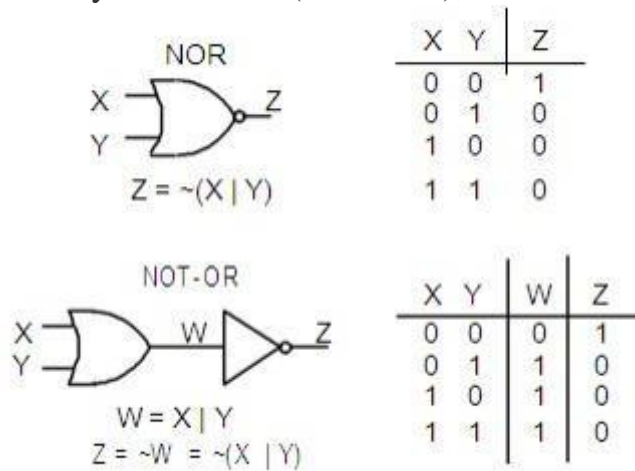 NOR
X
Y
Z
Z = ~(X | Y)
X Y Z
0 0 1
0 1 0
1 0 0
1 1 0
NOT-OR
X
Y
W
Z
W = X | Y
Z = ~W = ~(X | Y)
X Y W Z
0 0 0 1
0 1 1 0
1 0 1 0
1 1 1 0